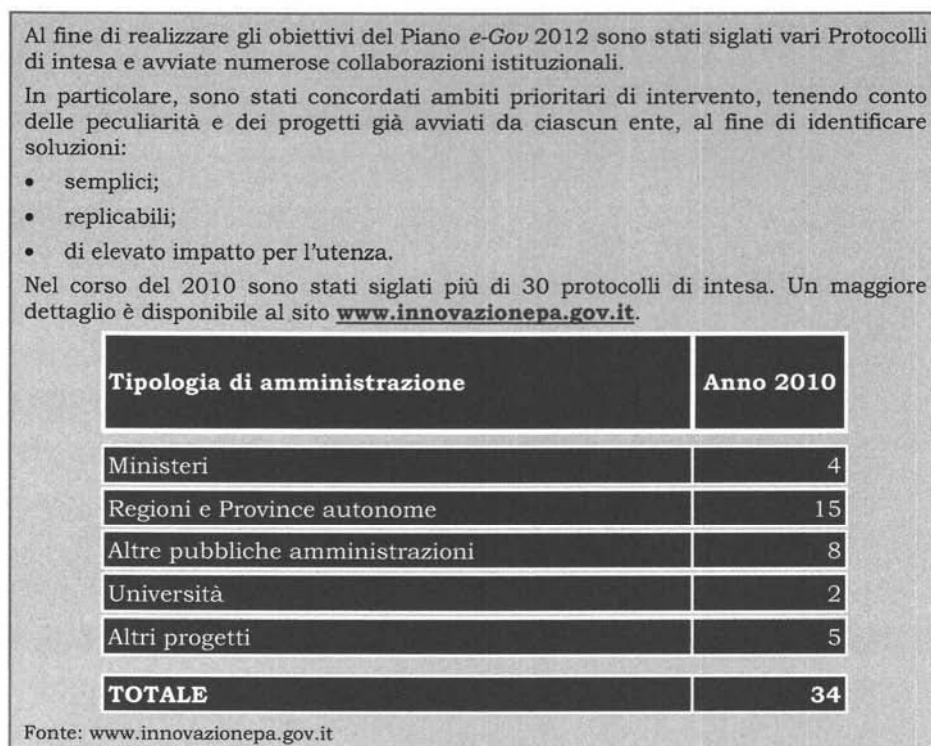 Al fine di realizzare gli obiettivi del Piano e-Gov 2012 sono stati siglati vari Protocolli
di intesa e avviate numerose collaborazioni istituzionali.
In particolare, sono stati concordati ambiti prioritari di intervento, tenendo conto
delle peculiarità e dei progetti già avviati da ciascun ente, al fine di identificare
soluzioni:
• semplici;
• replicabili;
• di elevato impatto per l'utenza.
Nel corso del 2010 sono stati siglati più di 30 protocolli di intesa. Un maggiore
dettaglio è disponibile al sito www.innovazionepa.gov.it.
Tipologia di amministrazione Anno 2010
Ministeri 4
Regioni e Province autonome 15
Altre pubbliche amministrazioni 8
Università 2
Altri progetti 5
TOTALE 34
Fonte: www.innovazionepa.gov.it